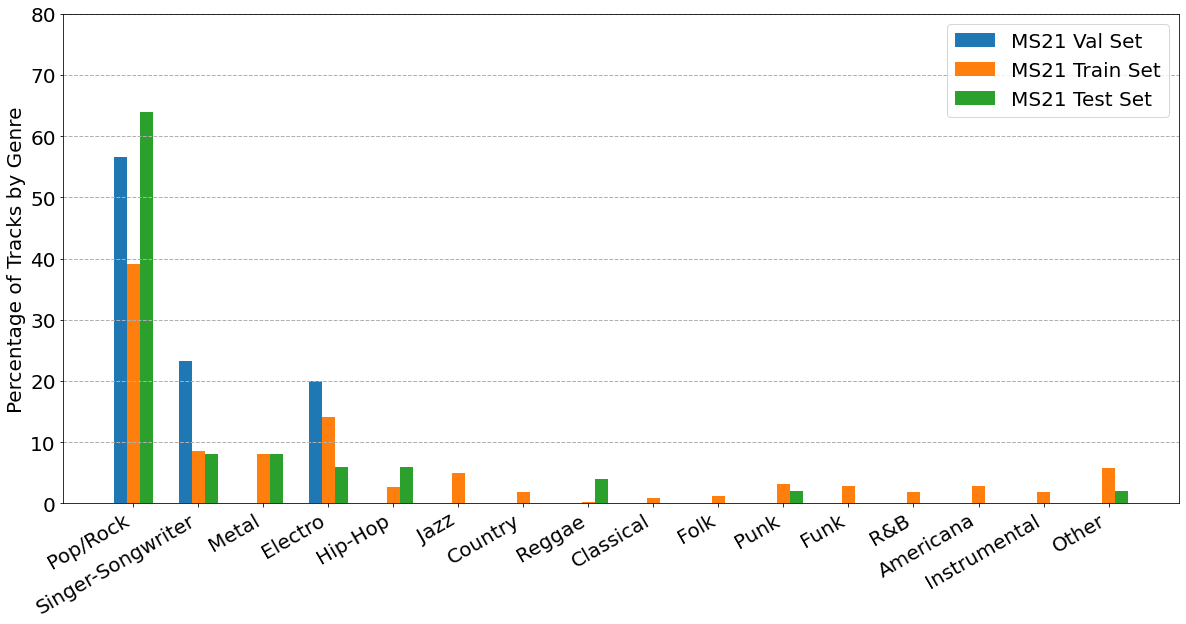 Percentage of Tracks by Genre
80
70
60
50
40
30
20
10
0
MS21 Val Set
MS21 Train Set
MS21 Test Set
Pop/Rock
Singer-Songwriter
Metal
Electro
Hip-Hop
Jazz
Country
Reggae
Classical
Folk
Punk
Funk
R&B
Americana
Instrumental
Other